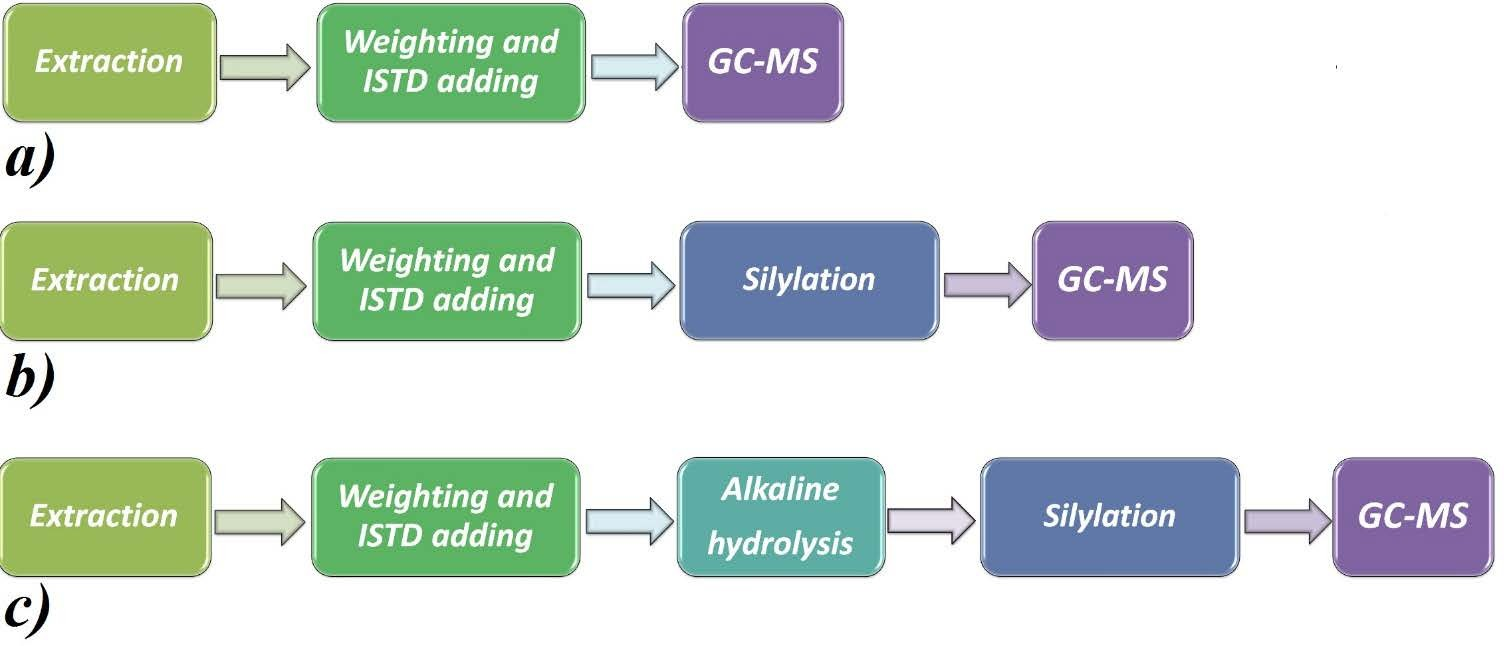 Extraction
Weighting and
ISTD adding
GC-MS
a)
Extraction
Weighting and
ISTD adding
Silylation
GC-MS
b)
Extraction
Weighting and
ISTD adding
Alkaline
hydrolysis
Silylation
GC-MS
c)